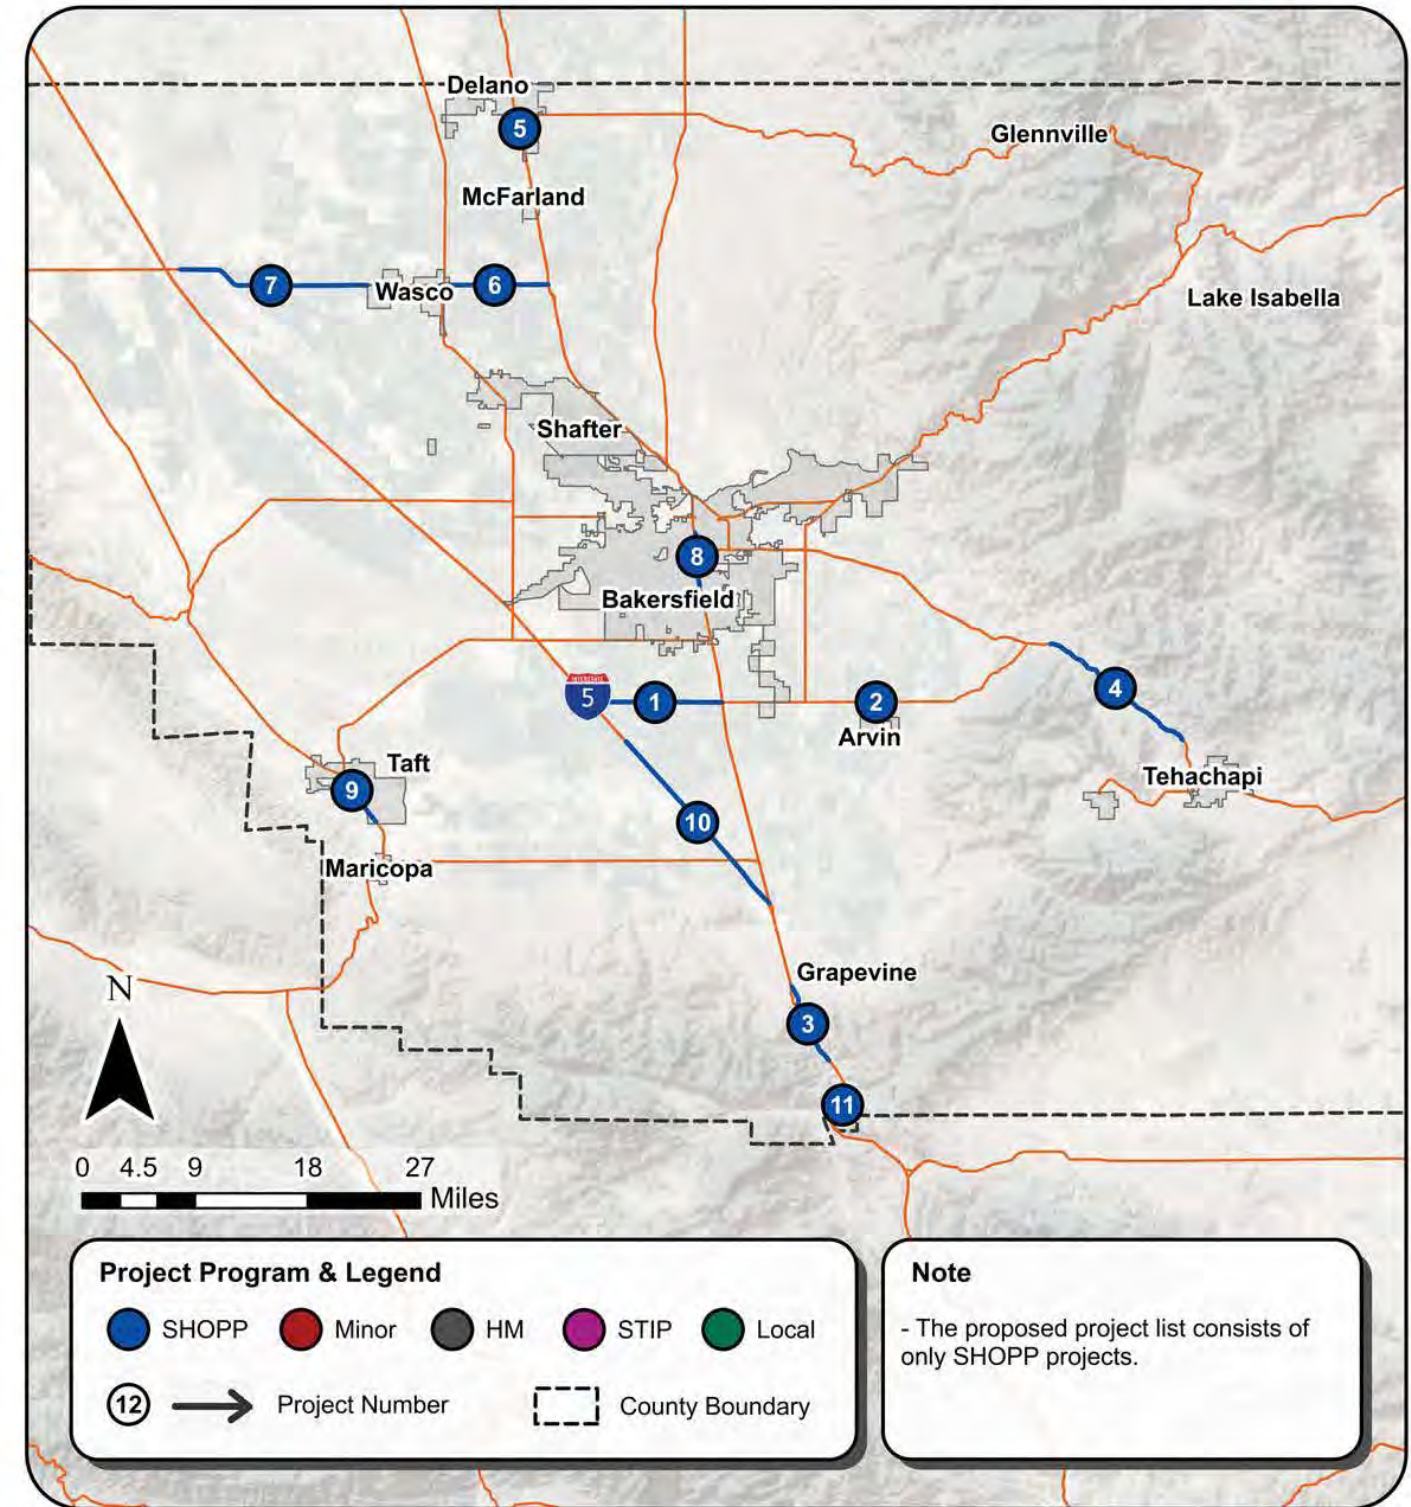 Delano
5
Glennville
McFarland
7
Wasco
6
Lake Isabella
Shafter
8
Bakersfield
INTERSTATE
5
1
2
4
Arvin
Taft
Tehachapi
9
10
Maricopa
Grapevine
N
3
11
0 4.5 9 18 27
Miles
Project Program & Legend
SHOPP Minor HM STIP Local
12 Project Number County Boundary
Note
- The proposed project list consists of
only SHOPP projects.